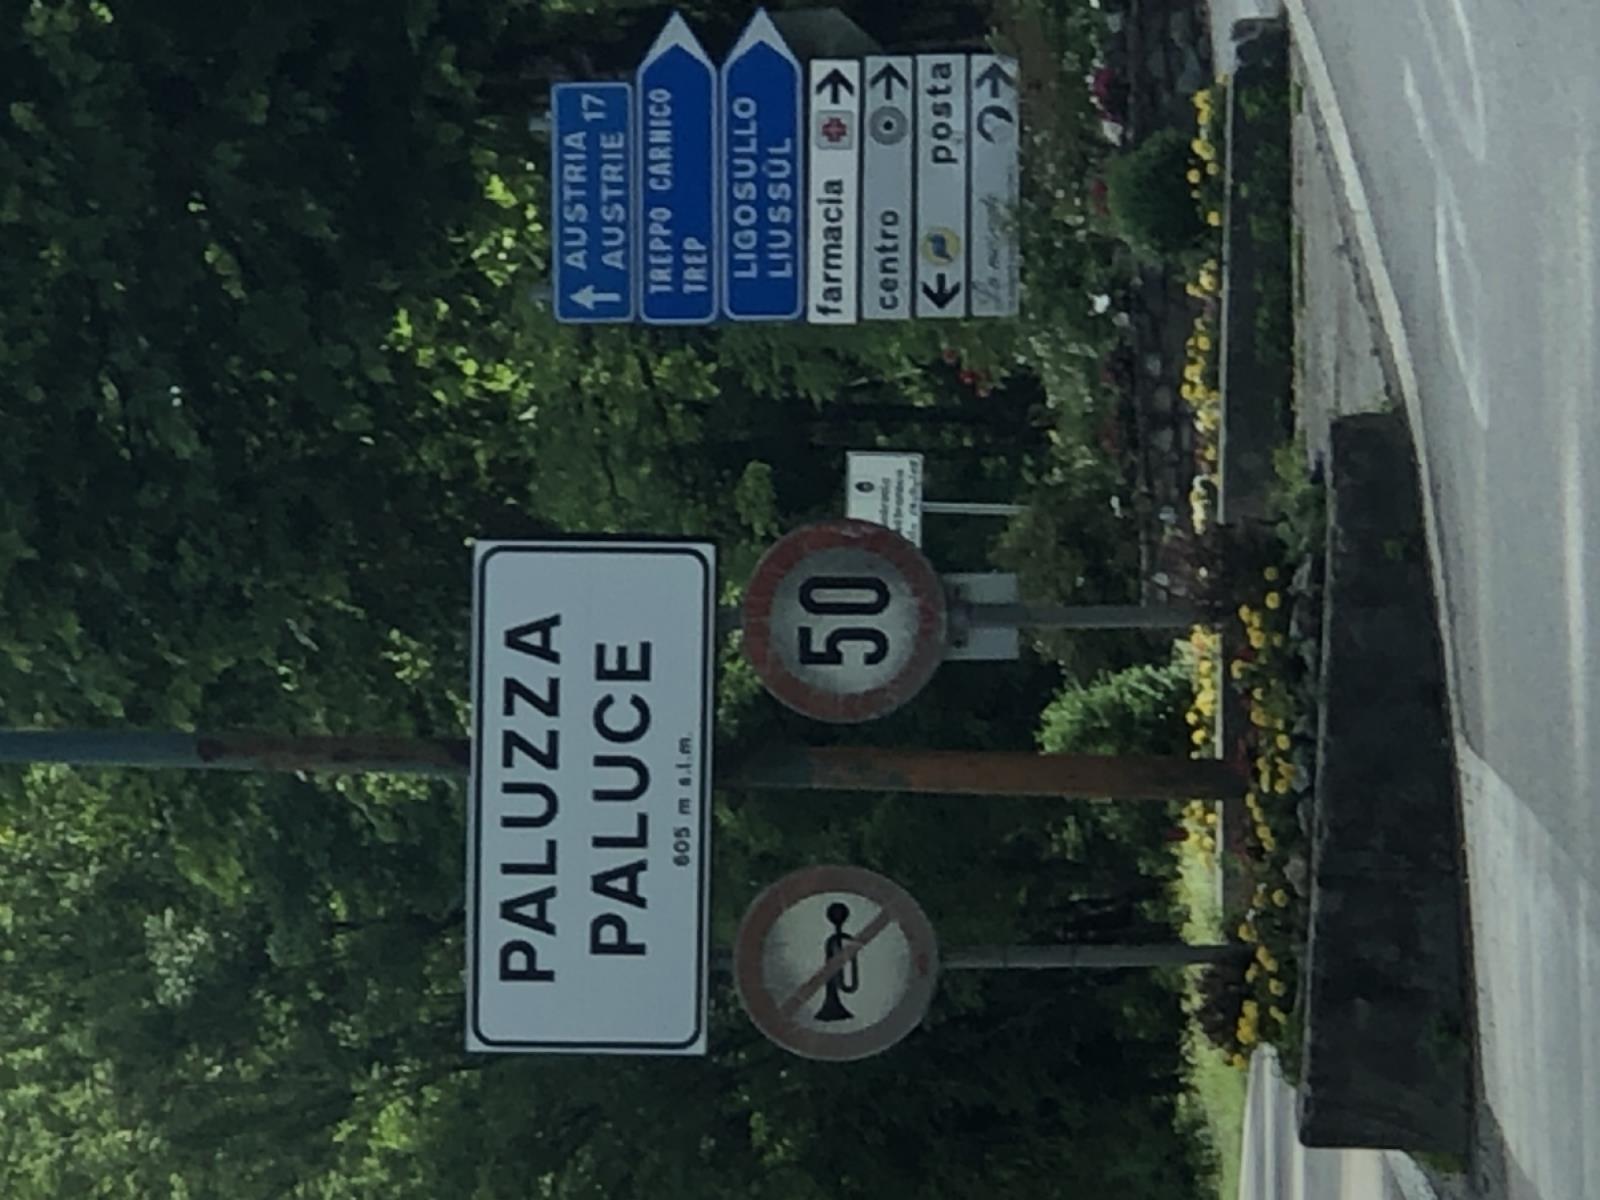 PALUZZA
PALUCE
605 m s.l.m.
50
AUSTRIA
AUSTRIE 17
TREPPO CARNICO
TREP
LIGOSULLO
LIUSSÛL
farmacia
centro
posta